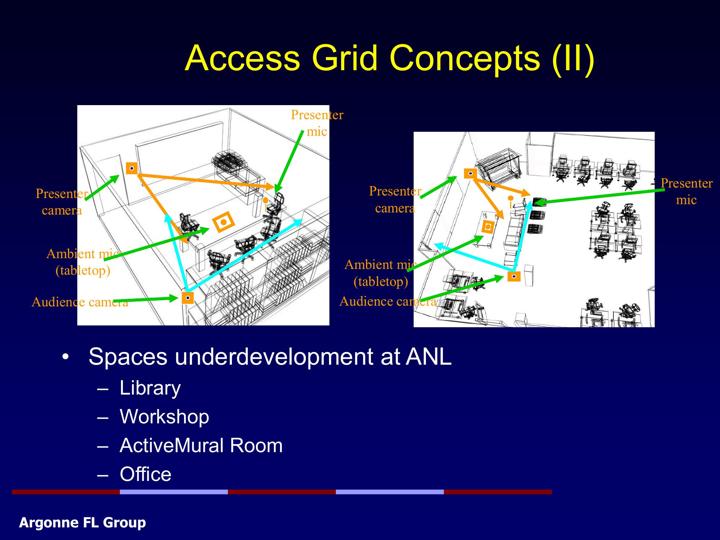 Access Grid Concepts (II)
Presenter
mic
Presenter
camera
Ambient mic
(tabletop)
Audience camera
Presenter
mic
Presenter
camera
Ambient mic
(tabletop)
Audience camera
• Spaces underdevelopment at ANL
– Library
– Workshop
– ActiveMural Room
– Office
Argonne FL Group